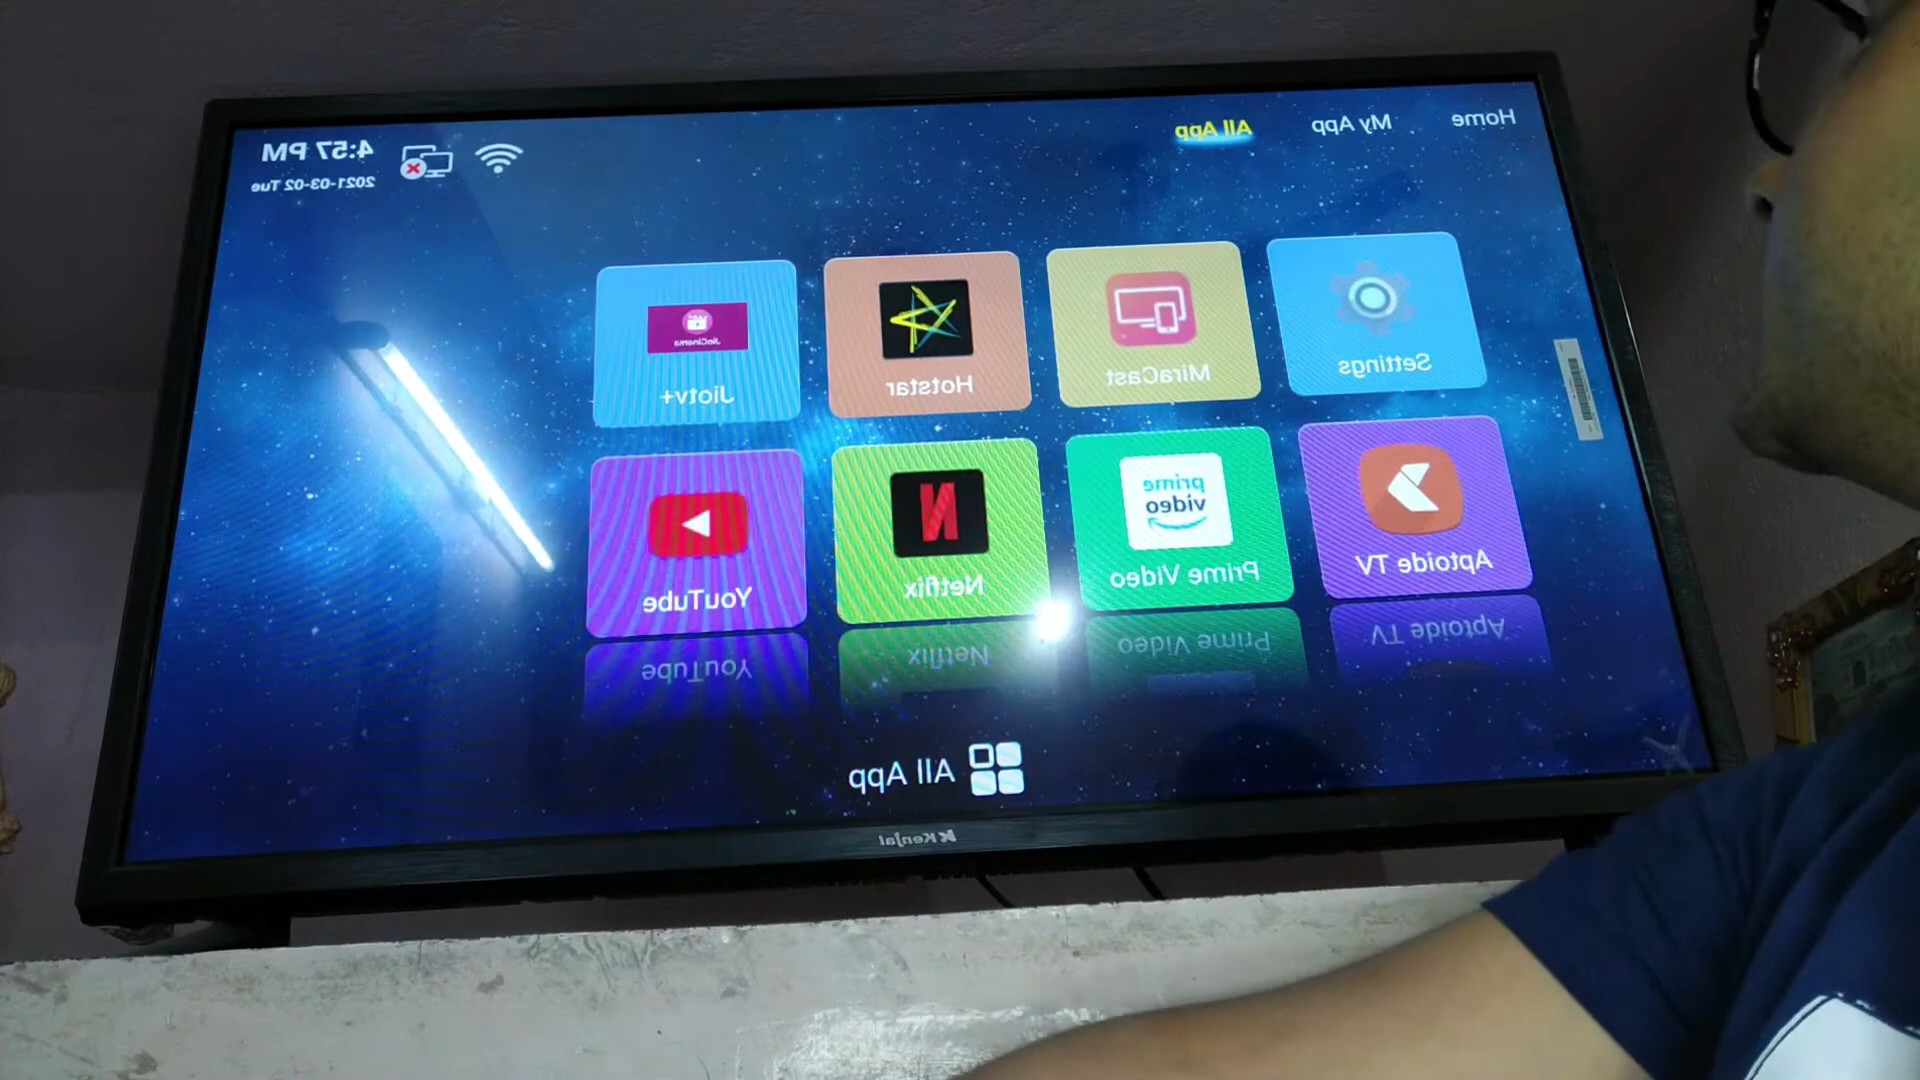 Home
My App
All App
4:57 PM
2021-03-02 Tue
Settings
MiraCast
Hotstar
JioCinema
Jiotv+
Aptoide TV
prime
video
Prime Video
N
Netflix
YouTube
Aptoide TV
Prime Video
Netflix
YouTube
All App
Kenjal